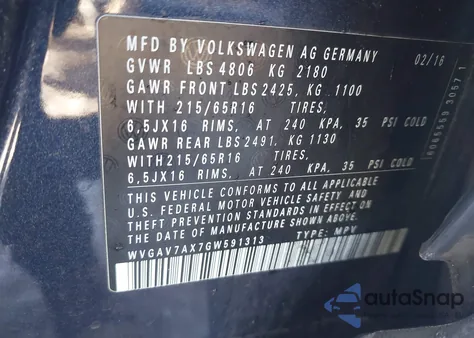 MFD BY VOLKSWAGEN AG GERMANY 02/16
GVWR LBS 4806 KG 2180
GAWR FRONT LBS 2425, KG 1100
WITH 215/65R16 TIRES,
6,5JX16 RIMS, AT 240 KPA, 35 PSI COLD
GAWR REAR LBS 2491, KG 1130
WITH 215/65R16 TIRES,
6,5JX16 RIMS, AT 240 KPA, 35 PSI COLD
THIS VEHICLE CONFORMS TO ALL APPLICABLE
U.S. FEDERAL MOTOR VEHICLE SAFETY AND
THEFT PREVENTION STANDARDS IN EFFECT ON
THE DATE OF MANUFACTURE SHOWN ABOVE.
WVGAV7AX7GW591313 TYPE: MPV
autoSnap